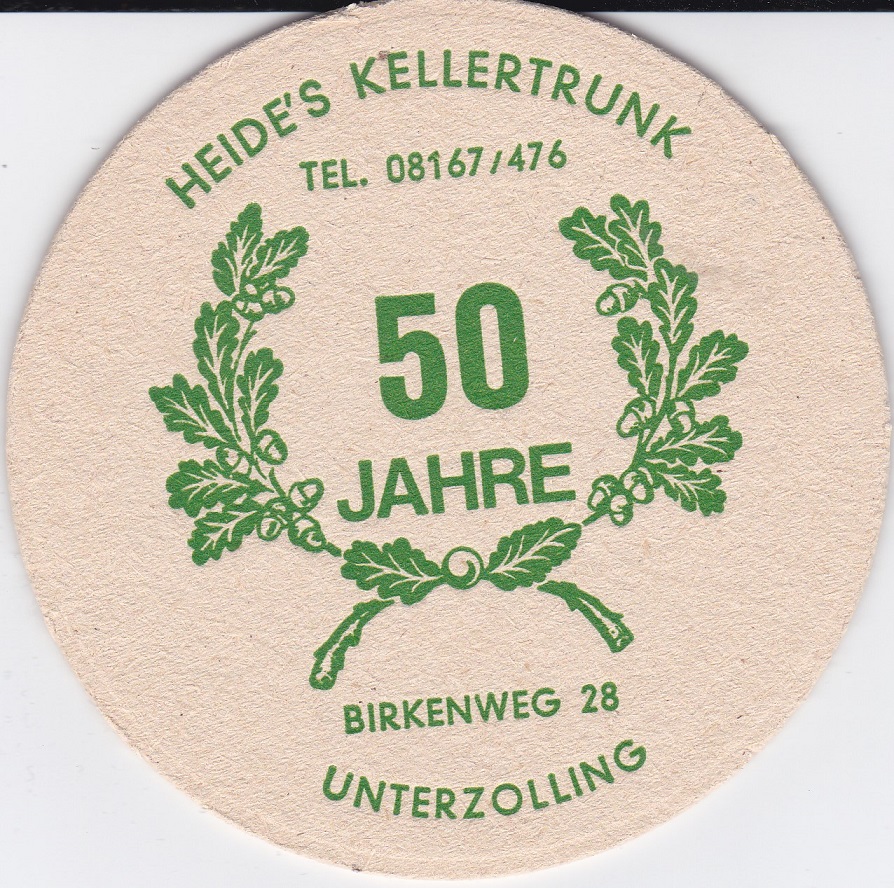 HEIDE'S KELLERTRUNK
TEL. 08167/476
50
JAHRE
BIRKENWEG 28
UNTERZOLLING